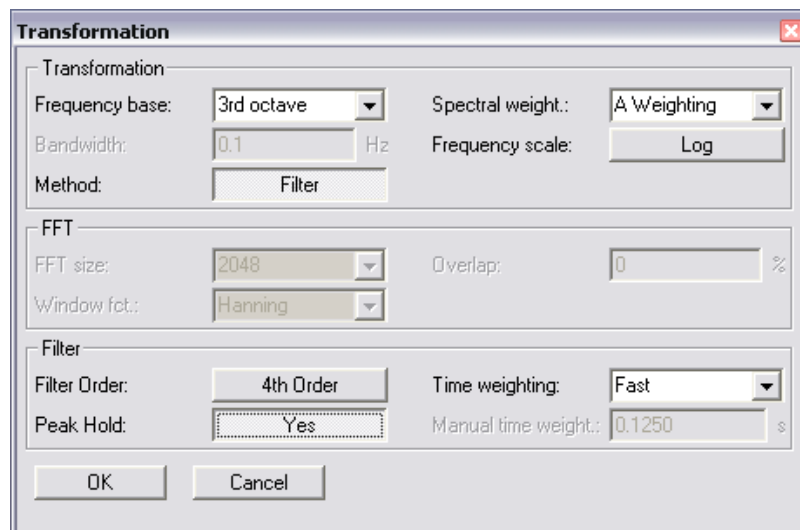 Transformation
Transformation
Frequency base: 3rd octave Spectral weight.: A Weighting
Bandwidth: 0.1 Hz Frequency scale: Log
Method: Filter
FFT
FFT size: 2048 Overlap: 0 %
Window fct.: Hanning
Filter
Filter Order: 4th Order Time weighting: Fast
Peak Hold: Yes Manual time weight.: 0.1250 s
OK Cancel